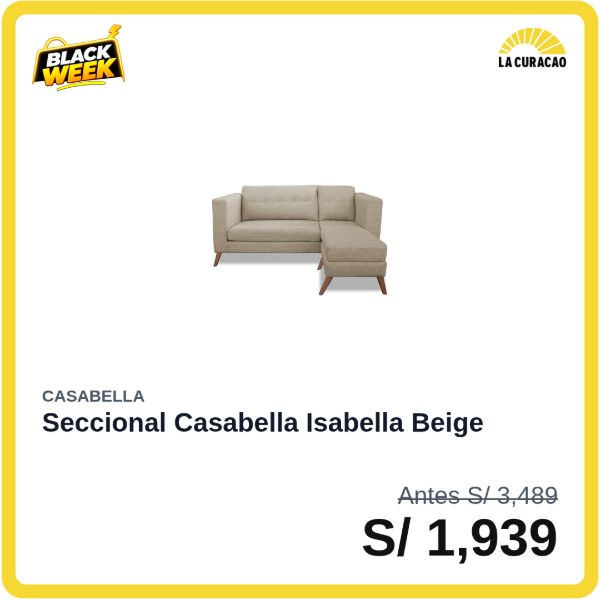 BLACK
WEEK
LA CURACAO
CASABELLA
Seccional Casabella Isabella Beige
Antes S/ 3,489
S/ 1,939